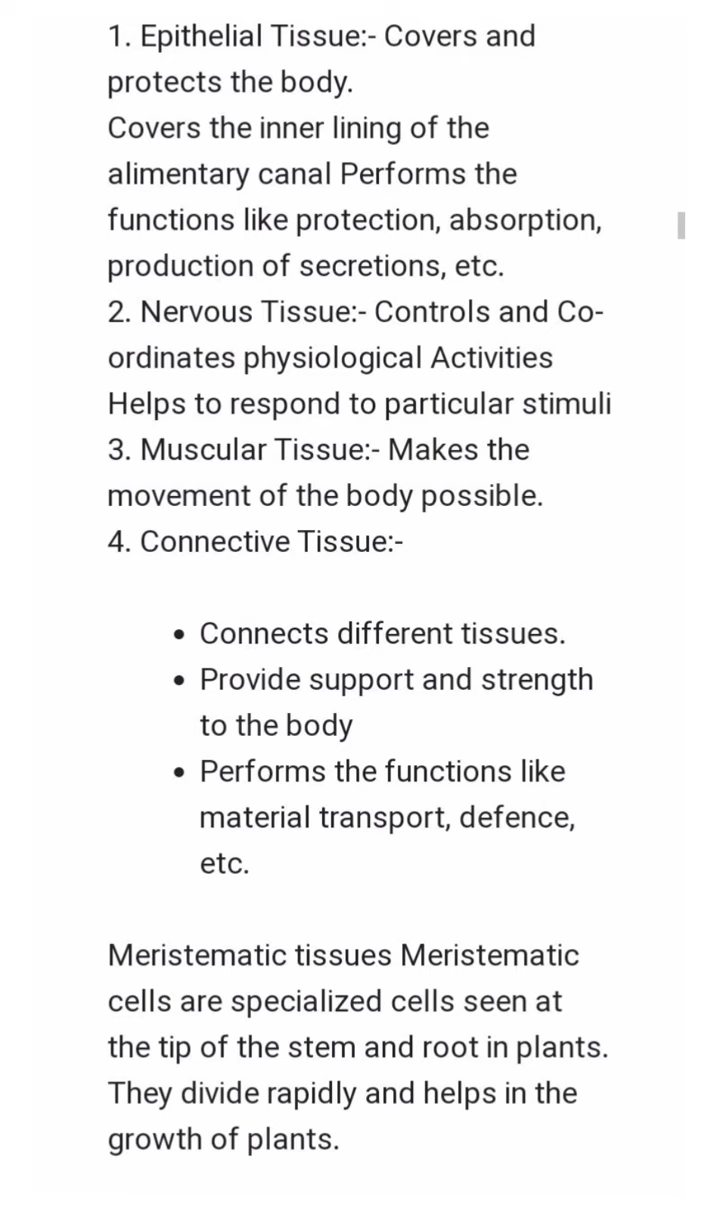 1. Epithelial Tissue:- Covers and
protects the body.
Covers the inner lining of the
alimentary canal Performs the
functions like protection, absorption,
production of secretions, etc.
2. Nervous Tissue:- Controls and Co-
ordinates physiological Activities
Helps to respond to particular stimuli
3. Muscular Tissue:- Makes the
movement of the body possible.
4. Connective Tissue:-
• Connects different tissues.
• Provide support and strength
to the body
• Performs the functions like
material transport, defence,
etc.
Meristematic tissues Meristematic
cells are specialized cells seen at
the tip of the stem and root in plants.
They divide rapidly and helps in the
growth of plants.